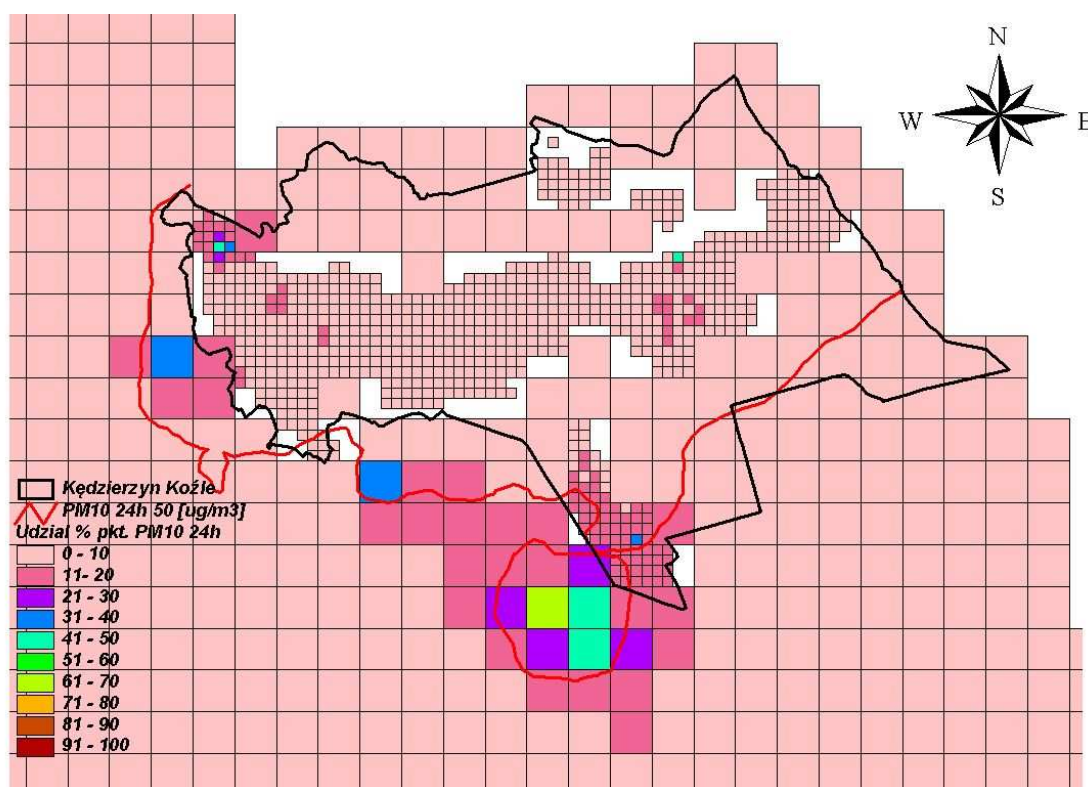 N
W E
S
Kędzierzyn Koźle
PM10 24h 50 [ug/m3]
Udzial % pkt. PM10 24h
0 - 10
11- 20
21 - 30
31 - 40
41 - 50
51 - 60
61 - 70
71 - 80
81 - 90
91 - 100